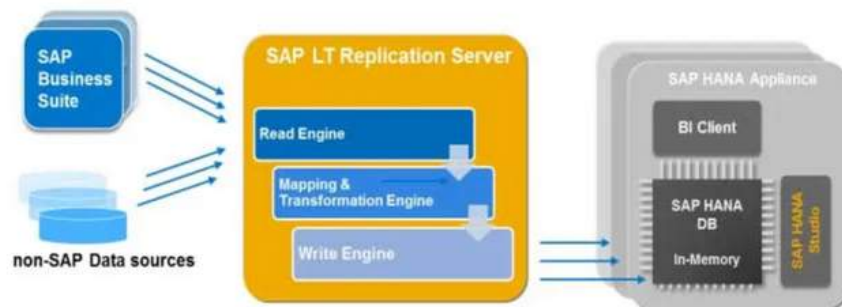 SAP
Business
Suite
non-SAP Data sources
SAP LT Replication Server
Read Engine
Mapping &
Transformation Engine
Write Engine
SAP HANA Appliance
BI Client
SAP HANA
DB
In-Memory
SAP HANA
Studio